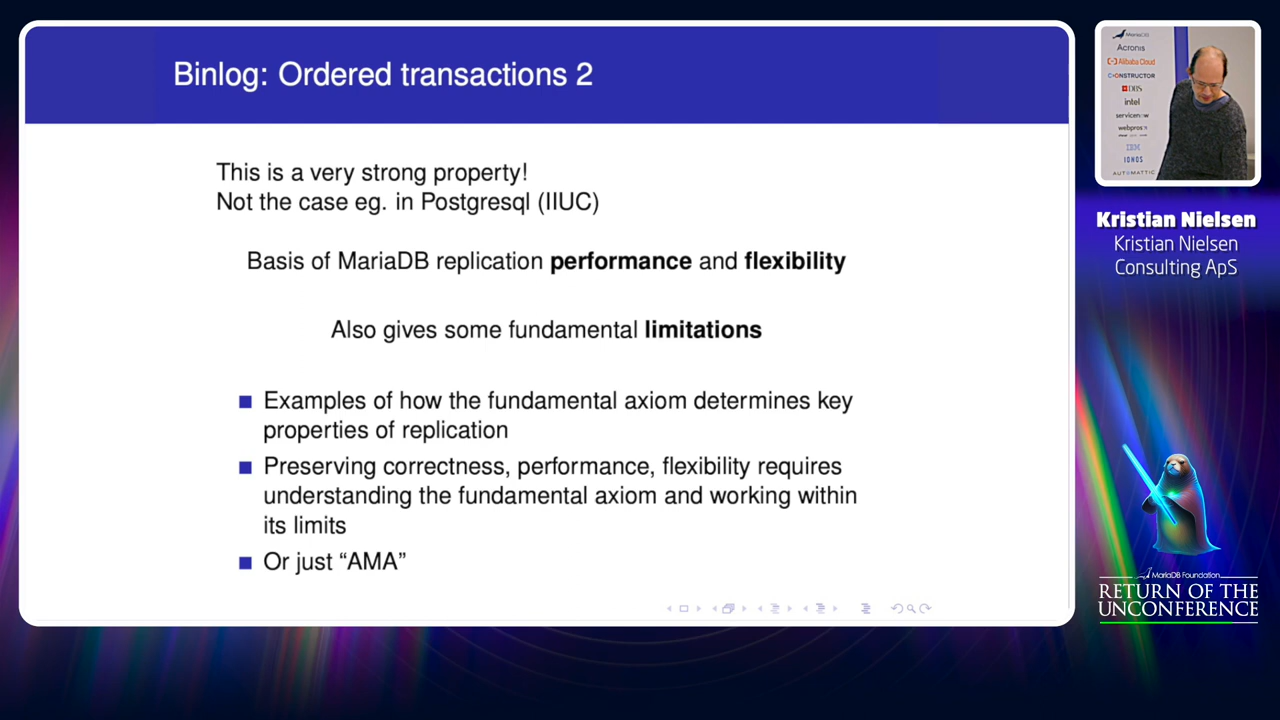 Binlog: Ordered transactions 2
This is a very strong property!
Not the case eg. in Postgresql (IIUC)
Basis of MariaDB replication performance and flexibility
Also gives some fundamental limitations
Examples of how the fundamental axiom determines key
properties of replication
Preserving correctness, performance, flexibility requires
understanding the fundamental axiom and working within
its limits
Or just “AMA”
MariaDB
Acronis
Alibaba Cloud
CONSTRUCTOR
DBS
intel
servicenow
webpros
IBM
IONOS
AUTOMATTIC
Kristian Nielsen
Kristian Nielsen
Consulting ApS
MariaDB Foundation
RETURN OF THE
UNCONFERENCE